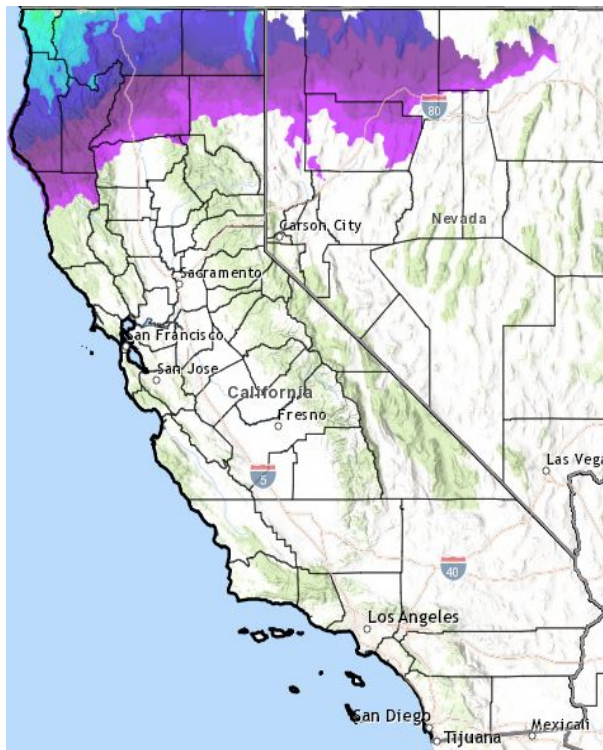 80
Nevada
Carson City
Sacramento
San Francisco
San Jose
California
Fresno
Las Vega
5
40
Los Angeles
San Diego
Tijuana
Mexicali